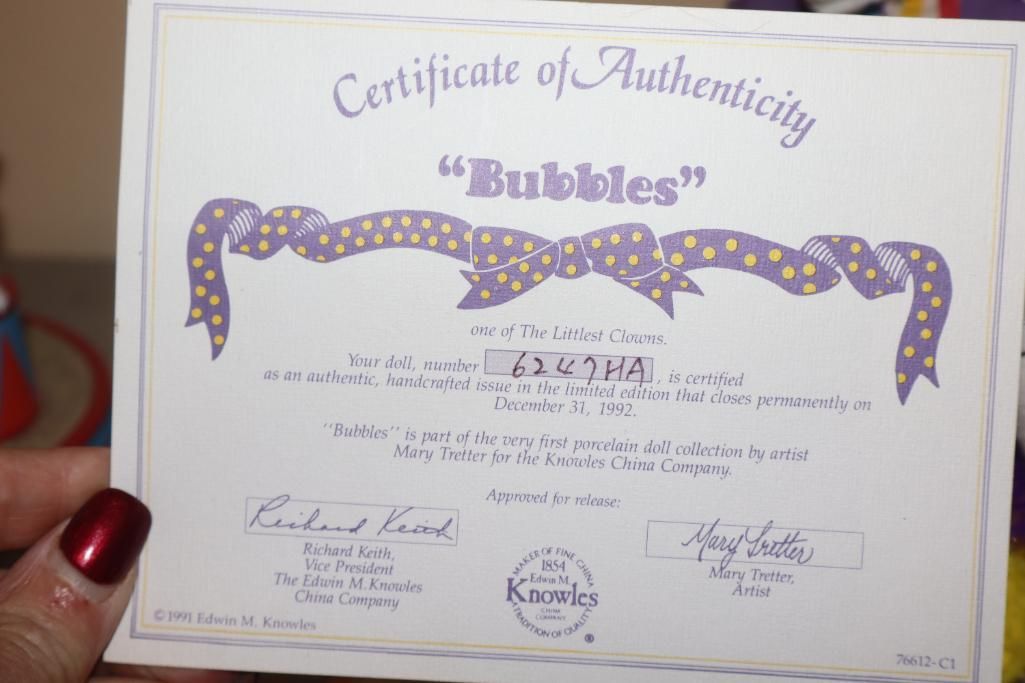 Certificate of Authenticity
"Bubbles"
one of The Littlest Clowns.
Your doll, number 6247HA, is certified
as an authentic, handcrafted issue in the limited edition that closes permanently on
December 31, 1992.
"Bubbles" is part of the very first porcelain doll collection by artist
Mary Tretter for the Knowles China Company.
Approved for release:
Richard Keith
Richard Keith,
Vice President
The Edwin M. Knowles
China Company
MAKER OF FINE CHINA
1854
Edwin M.
Knowles
CHINA
COMPANY
A TRADITION OF QUALITY
®
Mary Tretter
Mary Tretter,
Artist
© 1991 Edwin M. Knowles
76612-C1